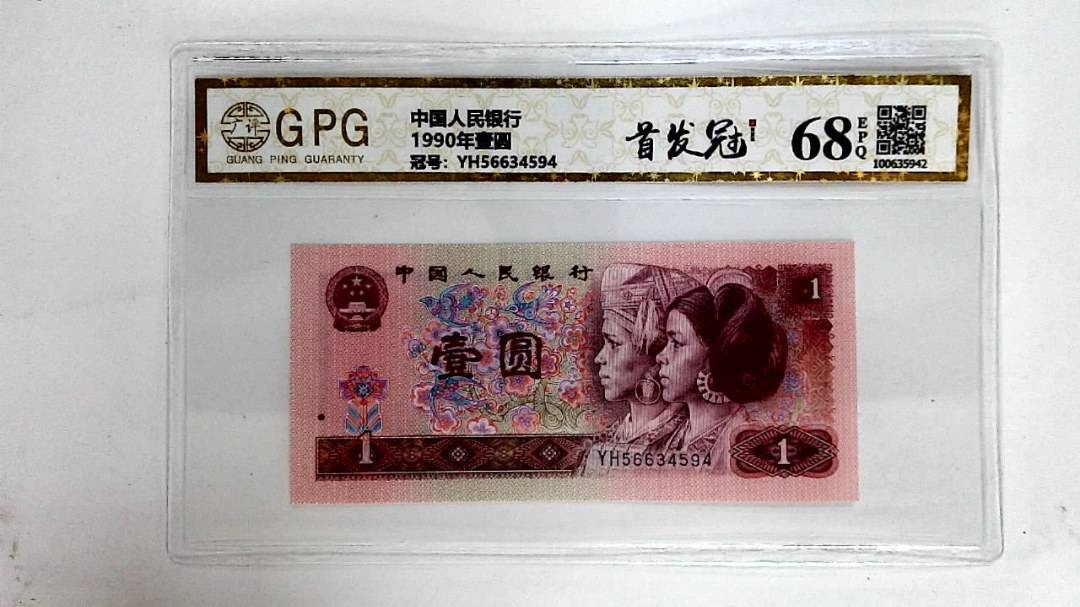 GPG
GUANG PING GUARANTY
广评
中国人民银行
1990年壹圆
冠号: YH56634594
首发冠
68 EPQ
100635942
中国人民银行
1
壹圆
1
YH56634594
1